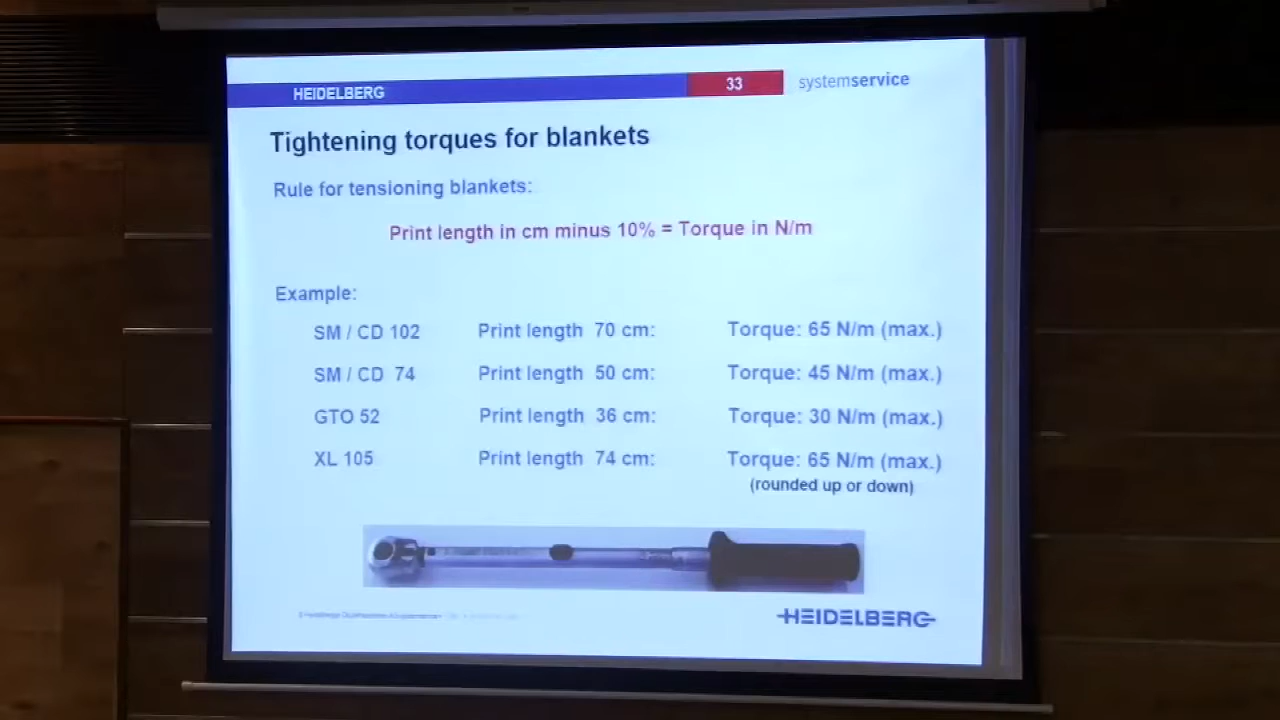 HEIDELBERG 33 systemservice
Tightening torques for blankets
Rule for tensioning blankets:
Print length in cm minus 10% = Torque in N/m
Example:
SM / CD 102 Print length 70 cm: Torque: 65 N/m (max.)
SM / CD 74 Print length 50 cm: Torque: 45 N/m (max.)
GTO 52 Print length 36 cm: Torque: 30 N/m (max.)
XL 105 Print length 74 cm: Torque: 65 N/m (max.)
(rounded up or down)
HEIDELBERG